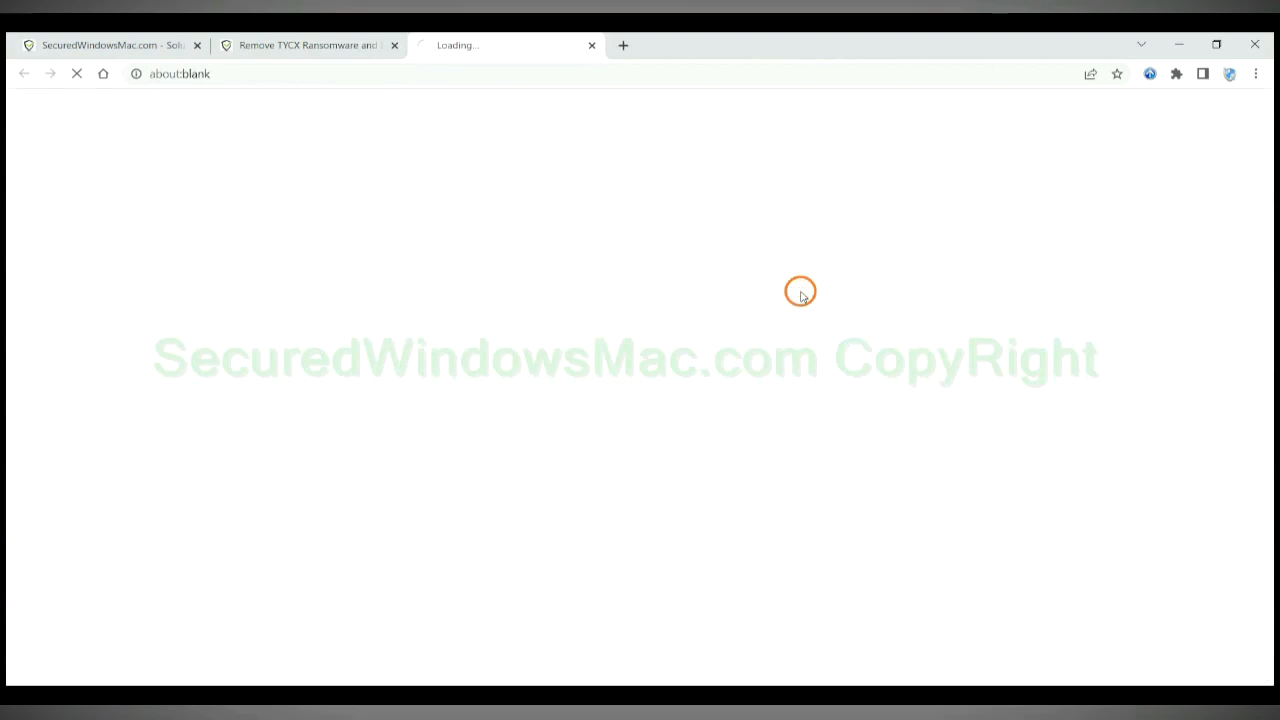 SecuredWindowsMac.com - Solu
Remove TYCX Ransomware and
Loading...
about:blank
SecuredWindowsMac.com CopyRight